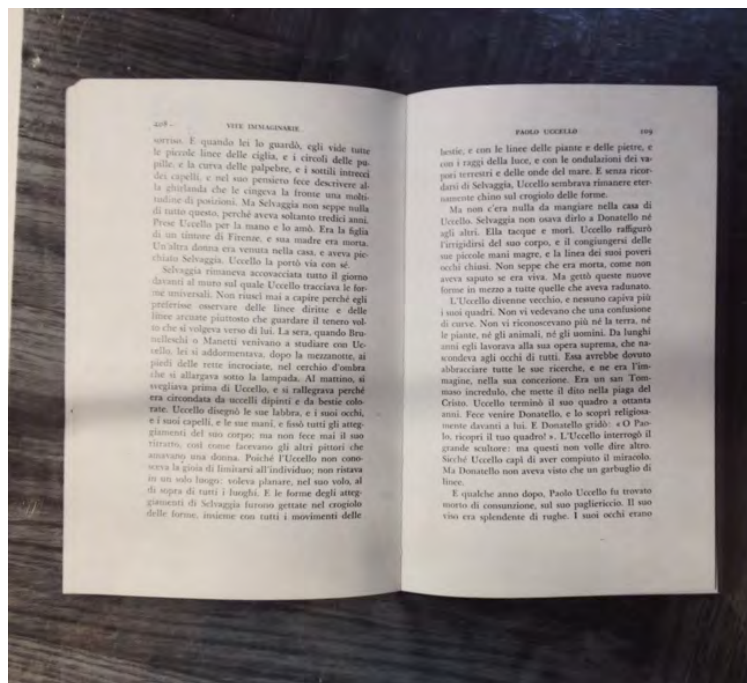 208
VITE IMMAGINARIE
sorriso. E quando lei lo guardò, egli vide tutte
le piccole linee delle ciglia, e i circoli delle pu-
pille, e la curva delle palpebre, e i sottili intrecci
dei capelli, e nel suo pensiero fece descrivere al-
la ghirlanda che le cingeva la fronte una molti-
tudine di posizioni. Ma Selvaggia non seppe nulla
di tutto questo, perché aveva soltanto tredici anni.
Prese Uccello per la mano e lo amò. Era la figlia
di un tintore di Firenze, e sua madre era morta.
Un'altra donna era venuta nella casa, e aveva pic-
chiato Selvaggia. Uccello la portò via con sé.
Selvaggia rimaneva accovacciata tutto il giorno
davanti al muro sul quale Uccello tracciava le for-
me universali. Non riuscì mai a capire perché egli
preferisse osservare delle linee diritte e delle
linee arcuate piuttosto che guardare il tenero vol-
to che si volgeva verso di lui. La sera, quando Bru-
nelleschi o Manetti venivano a studiare con Uc-
cello, lei si addormentava, dopo la mezzanotte, ai
piedi delle rette incrociate, nel cerchio d'ombra
che si allargava sotto la lampada. Al mattino, si
svegliava prima di Uccello, e si rallegrava perché
era circondata da uccelli dipinti e da bestie colo-
rate. Uccello disegnò le sue labbra, e i suoi occhi,
e i suoi capelli, e le sue mani, e fissò tutti gli atteg-
giamenti del suo corpo; ma non fece mai il suo
ritratto, così come facevano gli altri pittori che
amavano una donna. Poiché l'Uccello non cono-
sceva la gioia di limitarsi all'individuo; non ristava
in un solo luogo: voleva planare, nel suo volo, al
di sopra di tutti i luoghi. E le forme degli atteg-
giamenti di Selvaggia furono gettate nel crogiolo
delle forme, insieme con tutti i movimenti delle
PAOLO UCCELLO
109
bestie, e con le linee delle piante e delle pietre, e
con i raggi della luce, e con le ondulazioni dei va-
pori terrestri e delle onde del mare. E senza ricor-
darsi di Selvaggia, Uccello sembrava rimanere eter-
namente chino sul crogiolo delle forme.
Ma non c'era nulla da mangiare nella casa di
Uccello. Selvaggia non osava dirlo a Donatello né
agli altri. Ella tacque e morì. Uccello raffigurò
l'irrigidirsi del suo corpo, e il congiungersi delle
sue piccole mani magre, e la linea dei suoi poveri
occhi chiusi. Non seppe che era morta, come non
aveva saputo se era viva. Ma gettò queste nuove
forme in mezzo a tutte quelle che aveva radunato.
L'Uccello divenne vecchio, e nessuno capiva più
i suoi quadri. Non vi vedevano che una confusione
di curve. Non vi riconoscevano più né la terra, né
le piante, né gli animali, né gli uomini. Da lunghi
anni egli lavorava alla sua opera suprema, che na-
scondeva agli occhi di tutti. Essa avrebbe dovuto
abbracciare tutte le sue ricerche, e ne era l'im-
magine, nella sua concezione. Era un san Tom-
maso incredulo, che mette il dito nella piaga del
Cristo. Uccello terminò il suo quadro a ottanta
anni. Fece venire Donatello, e lo scoprì religiosa-
mente davanti a lui. E Donatello gridò: «O Pao-
lo, ricopri il tuo quadro! ». L'Uccello interrogò il
grande scultore: ma questi non volle dire altro.
Sicché Uccello capì di aver compiuto il miracolo.
Ma Donatello non aveva visto che un garbuglio di
linee.
E qualche anno dopo, Paolo Uccello fu trovato
morto di consunzione, sul suo pagliericcio. Il suo
viso era splendente di rughe. I suoi occhi erano